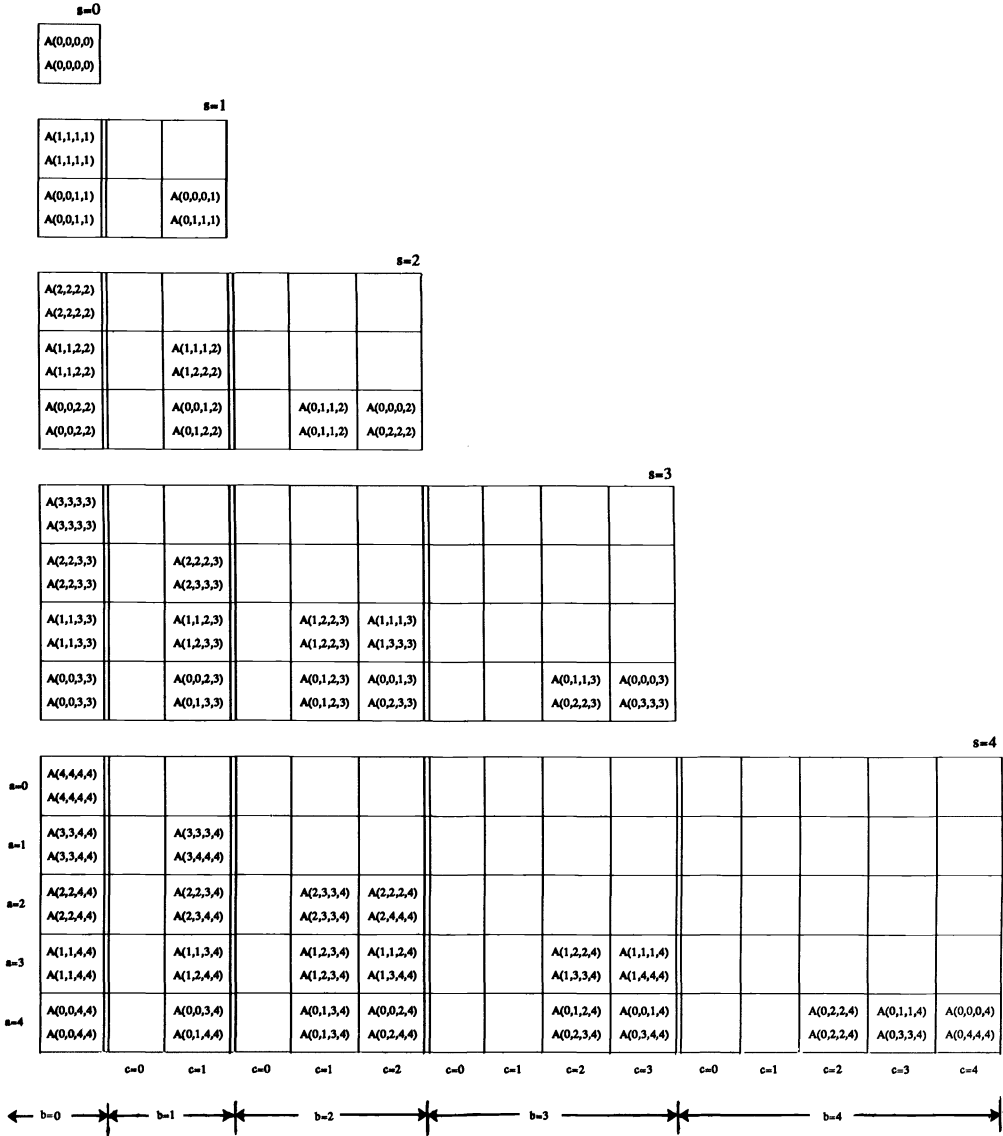 s=0
A(0,0,0,0)
A(0,0,0,0)
s=1
A(1,1,1,1)
A(1,1,1,1)
A(0,0,1,1) A(0,0,0,1)
A(0,0,1,1) A(0,1,1,1)
s=2
A(2,2,2,2)
A(2,2,2,2)
A(1,1,2,2) A(1,1,1,2)
A(1,1,2,2) A(1,2,2,2)
A(0,0,2,2) A(0,0,1,2) A(0,1,1,2) A(0,0,0,2)
A(0,0,2,2) A(0,1,2,2) A(0,1,1,2) A(0,2,2,2)
s=3
A(3,3,3,3)
A(3,3,3,3)
A(2,2,3,3) A(2,2,2,3)
A(2,2,3,3) A(2,3,3,3)
A(1,1,3,3) A(1,1,2,3) A(1,2,2,3) A(1,1,1,3)
A(1,1,3,3) A(1,2,3,3) A(1,2,2,3) A(1,3,3,3)
A(0,0,3,3) A(0,0,2,3) A(0,1,2,3) A(0,0,1,3) A(0,1,1,3) A(0,0,0,3)
A(0,0,3,3) A(0,1,3,3) A(0,1,2,3) A(0,2,3,3) A(0,2,2,3) A(0,3,3,3)
s=4
A(4,4,4,4)
a=0
A(4,4,4,4)
A(3,3,4,4) A(3,3,3,4)
a=1
A(3,3,4,4) A(3,4,4,4)
A(2,2,4,4) A(2,2,3,4) A(2,3,3,4) A(2,2,2,4)
a=2
A(2,2,4,4) A(2,3,4,4) A(2,3,3,4) A(2,4,4,4)
A(1,1,4,4) A(1,1,3,4) A(1,2,3,4) A(1,1,2,4) A(1,2,2,4) A(1,1,1,4)
a=3
A(1,1,4,4) A(1,2,4,4) A(1,2,3,4) A(1,3,4,4) A(1,3,3,4) A(1,4,4,4)
A(0,0,4,4) A(0,0,3,4) A(0,1,3,4) A(0,0,2,4) A(0,1,2,4) A(0,0,1,4) A(0,2,2,4) A(0,1,1,4) A(0,0,0,4)
a=4
A(0,0,4,4) A(0,1,4,4) A(0,1,3,4) A(0,2,4,4) A(0,2,3,4) A(0,3,4,4) A(0,2,2,4) A(0,3,3,4) A(0,4,4,4)
c=0 c=1 c=0 c=1 c=2 c=0 c=1 c=2 c=3 c=0 c=1 c=2 c=3 c=4
b=0 b=1 b=2 b=3 b=4